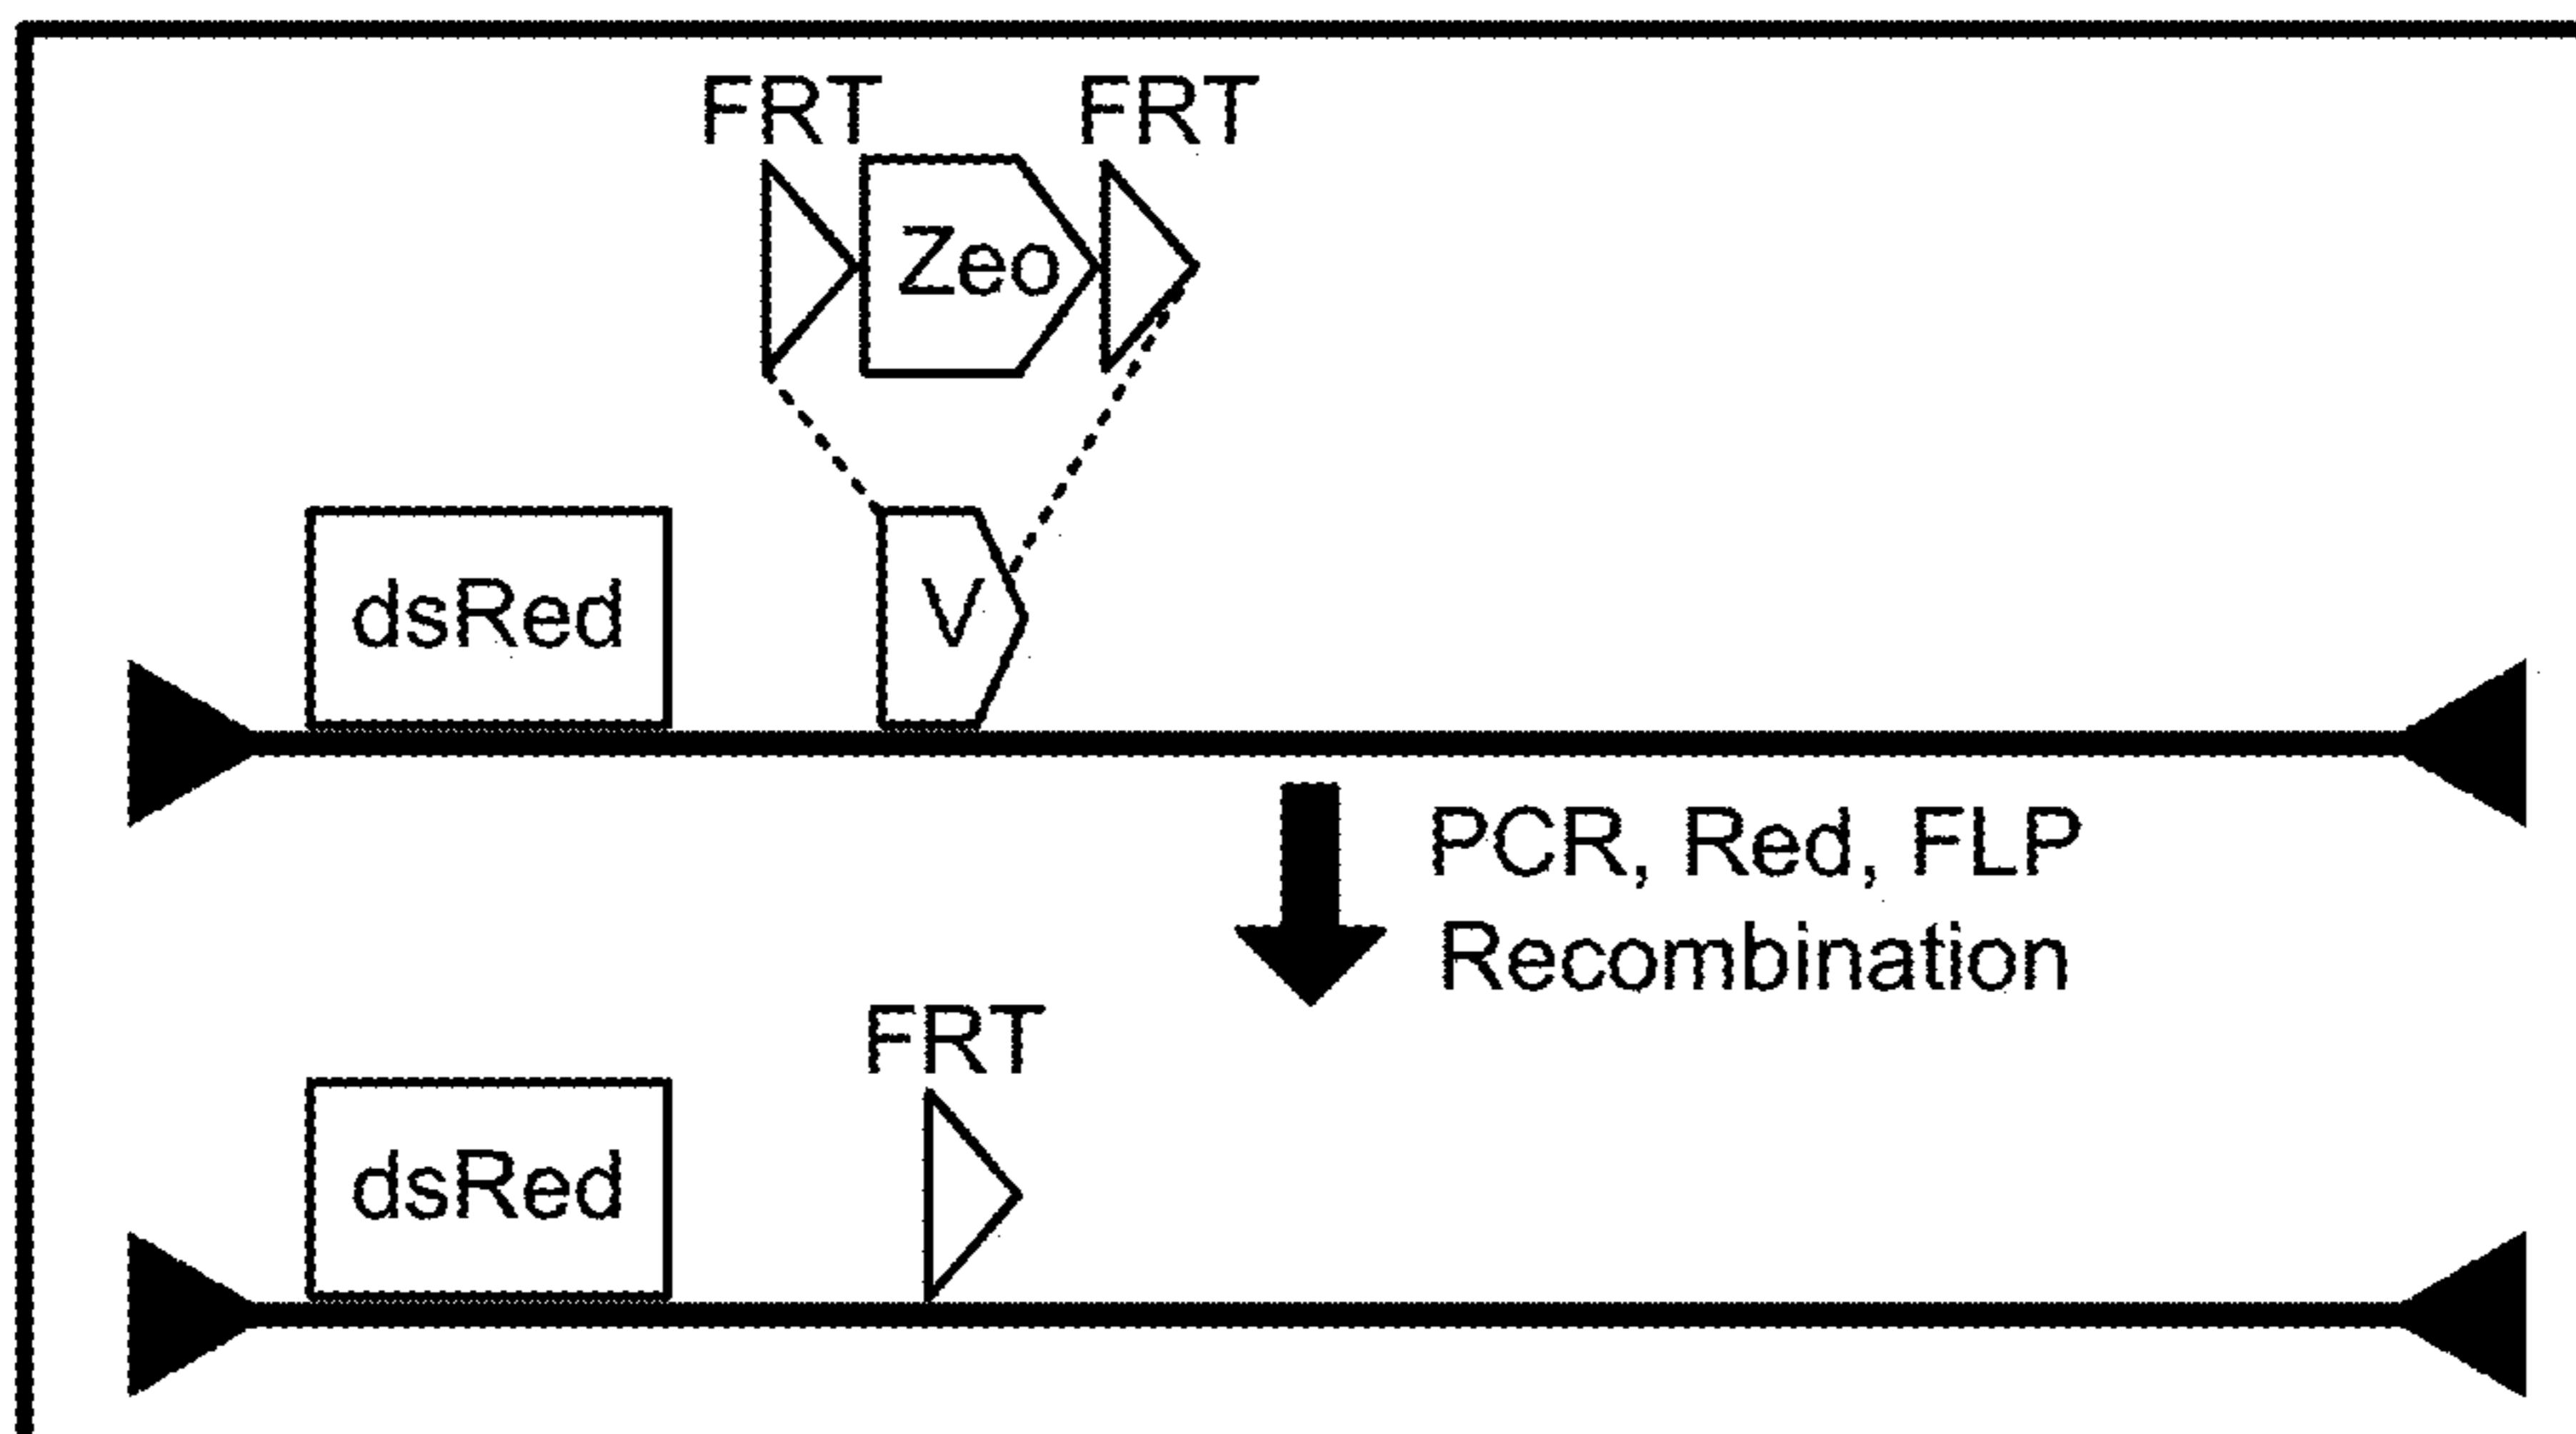 FRT FRT
Zeo
dsRed V
PCR, Red, FLP
Recombination
FRT
dsRed